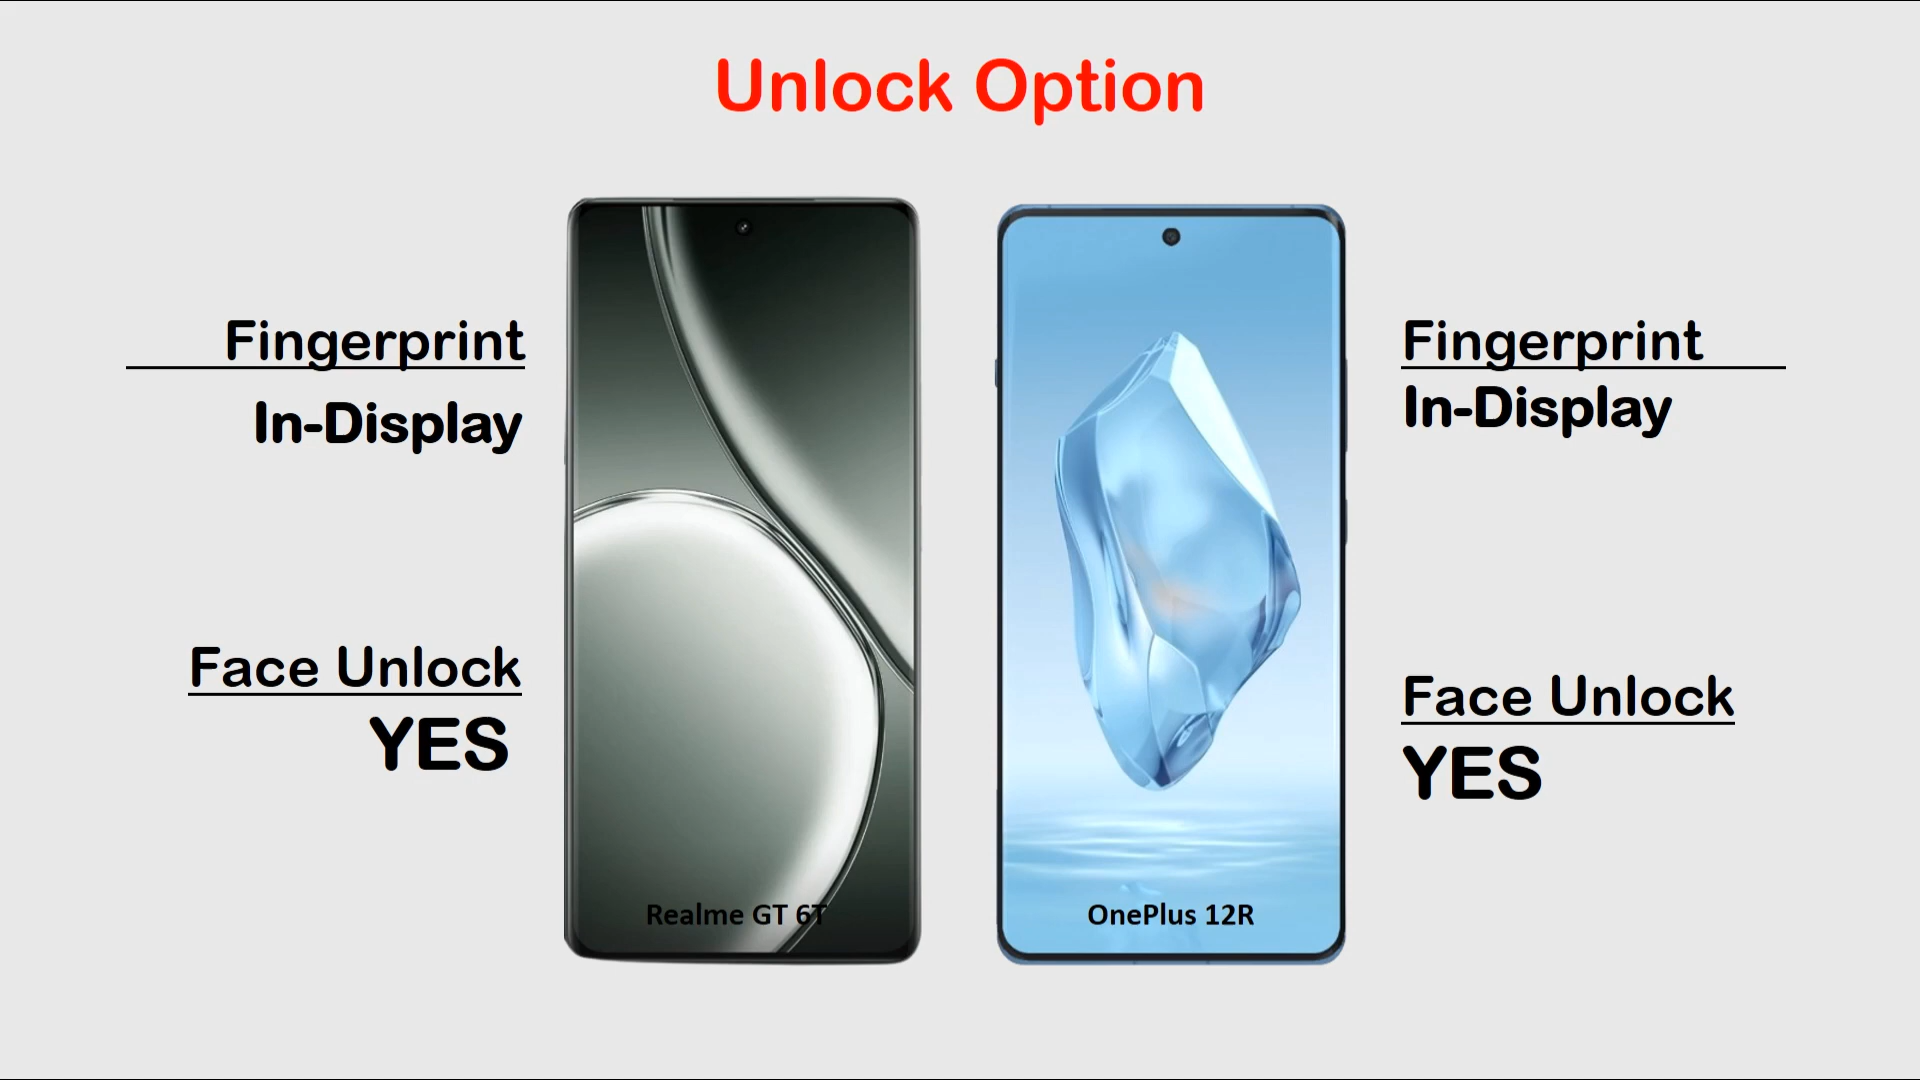 Unlock Option
Fingerprint
In-Display
Face Unlock
YES
Realme GT 6T
OnePlus 12R
Fingerprint
In-Display
Face Unlock
YES